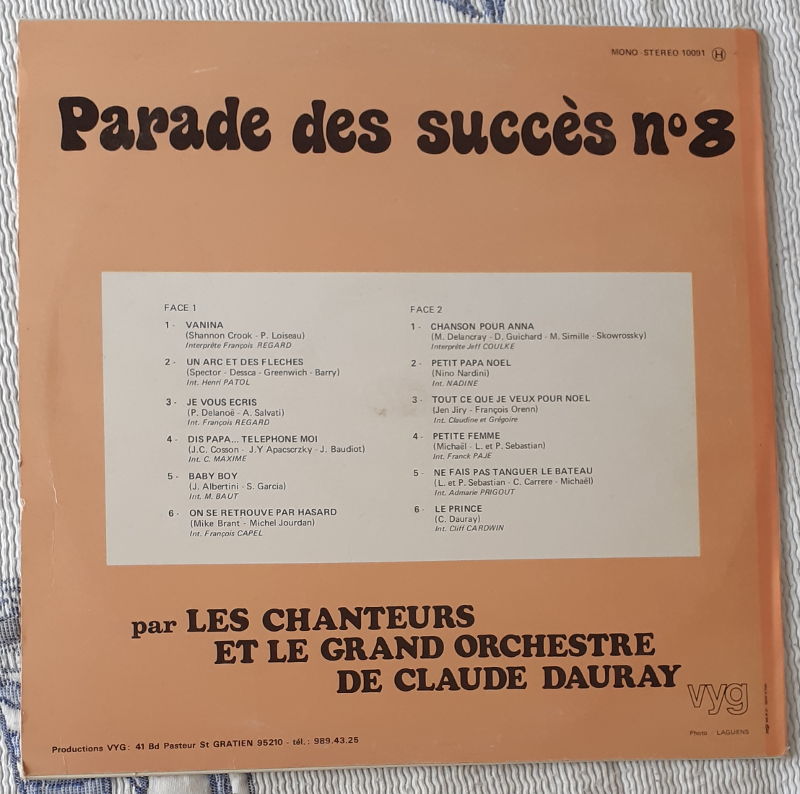 MONO - STEREO 10091 H
Parade des succès nº8
FACE 1
1 - VANINA
(Shannon Crook - P. Loiseau)
Interprète François REGARD
2 - UN ARC ET DES FLECHES
(Spector - Dessca - Greenwich - Barry)
Int. Henri PATOL
3 - JE VOUS ECRIS
(P. Delanoë - A. Salvati)
Int. François REGARD
4 - DIS PAPA... TELEPHONE MOI
(J.C. Cosson - J.Y Apacscrzky - J. Baudiot)
Int. C. MAXIME
5 - BABY BOY
(J. Albertini - S. Garcia)
Int. M. BAUT
6 - ON SE RETROUVE PAR HASARD
(Mike Brant - Michel Jourdan)
Int. François CAPEL
FACE 2
1 - CHANSON POUR ANNA
(M. Delancray - D. Guichard - M. Simille - Skowrossky)
Interprète Jeff COULKE
2 - PETIT PAPA NOEL
(Nino Nardini)
Int. NADINE
3 - TOUT CE QUE JE VEUX POUR NOEL
(Jen Jiry - François Orenn)
Int. Claudine et Grégoire
4 - PETITE FEMME
(Michaël - L. et P. Sebastian)
Int. Franck PAJE
5 - NE FAIS PAS TANGUER LE BATEAU
(L. et P. Sebastian - C. Carrere - Michaël)
Int. Admarie PRIGOUT
6 - LE PRINCE
(C. Dauray)
Int. Cliff CARDWIN
par LES CHANTEURS
ET LE GRAND ORCHESTRE
DE CLAUDE DAURAY
vyg
Photo LAGUENS
Productions VYG : 41 Bd Pasteur St GRATIEN 95210 - tél. : 989.43.25